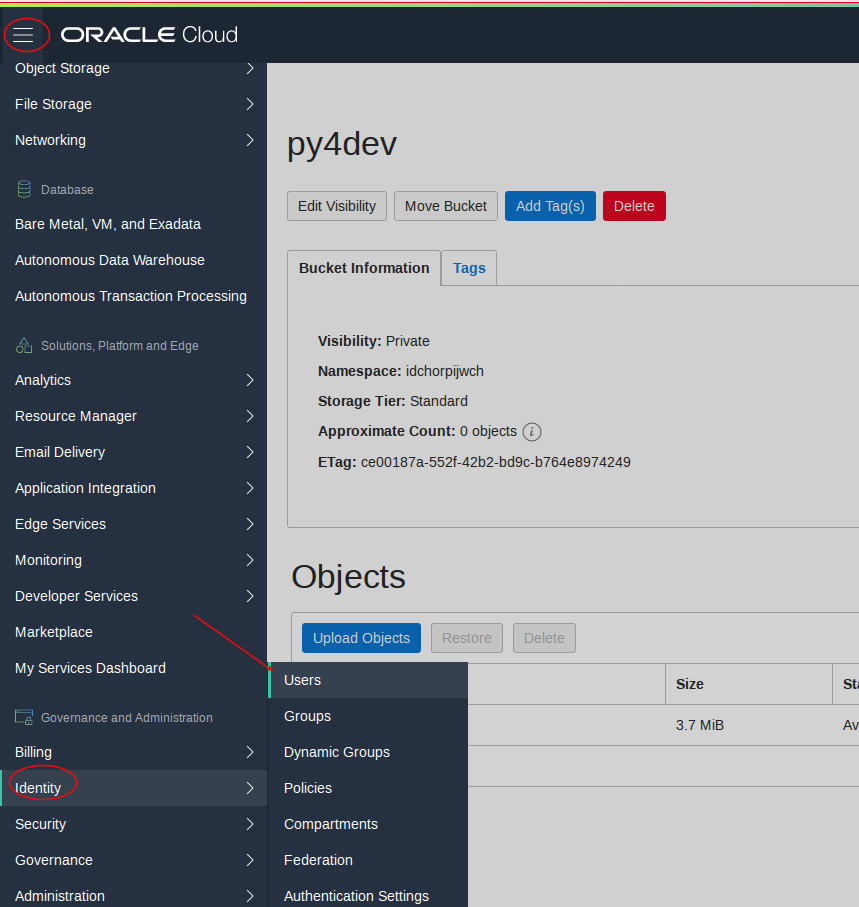 ORACLE Cloud
Object Storage
File Storage
Networking
Database
Bare Metal, VM, and Exadata
Autonomous Data Warehouse
Autonomous Transaction Processing
Solutions, Platform and Edge
Analytics
Resource Manager
Email Delivery
Application Integration
Edge Services
Monitoring
Developer Services
Marketplace
My Services Dashboard
Governance and Administration
Billing
Identity
Security
Governance
Administration
Users
Groups
Dynamic Groups
Policies
Compartments
Federation
Authentication Settings
py4dev
Edit Visibility Move Bucket Add Tag(s) Delete
Bucket Information Tags
Visibility: Private
Namespace: idchorpijwch
Storage Tier: Standard
Approximate Count: 0 objects i
ETag: ce00187a-552f-42b2-bd9c-b764e8974249
Objects
Upload Objects Restore Delete
Size Sta
3.7 MiB Av